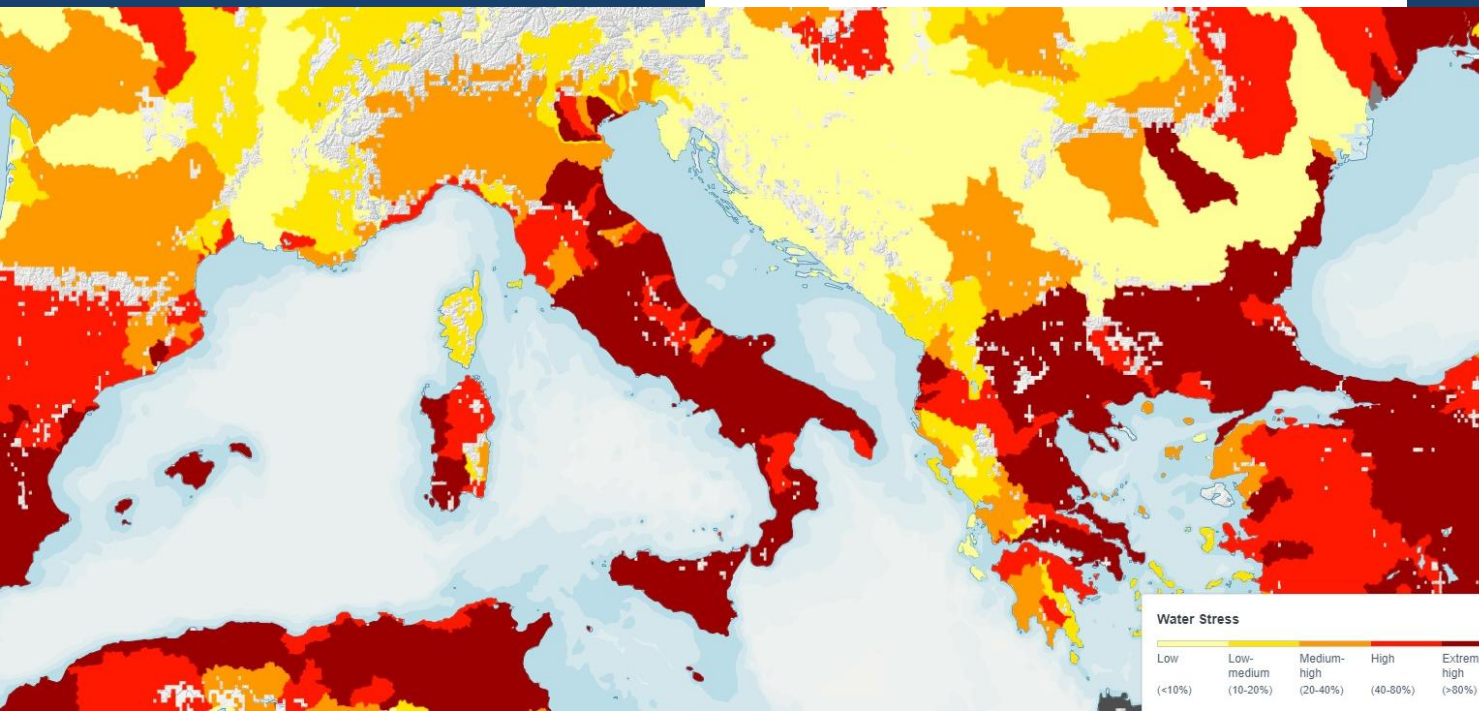 Water Stress
Low Low- Medium- High Extrem
medium high high
(<10%) (10-20%) (20-40%) (40-80%) (>80%)